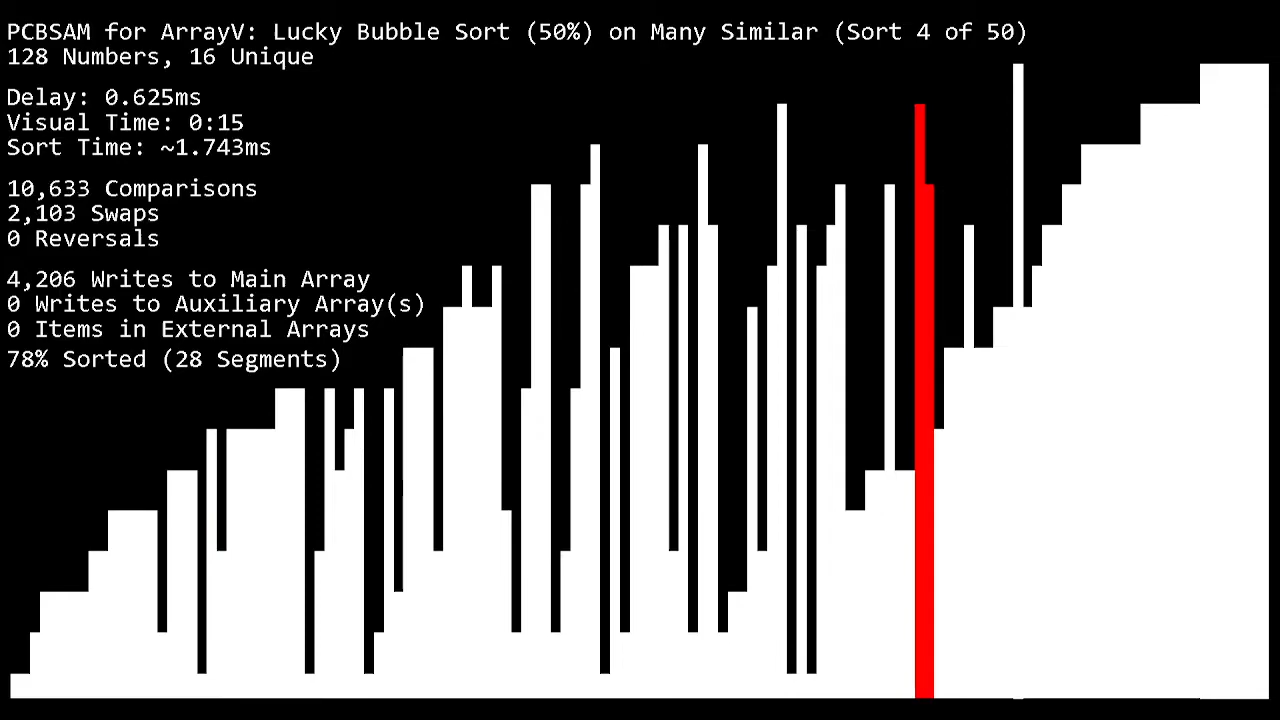 PCBSAM for ArrayV: Lucky Bubble Sort (50%) on Many Similar (Sort 4 of 50)
128 Numbers, 16 Unique
Delay: 0.625ms
Visual Time: 0:15
Sort Time: ~1.743ms
10,633 Comparisons
2,103 Swaps
0 Reversals
4,206 Writes to Main Array
0 Writes to Auxiliary Array(s)
0 Items in External Arrays
78% Sorted (28 Segments)